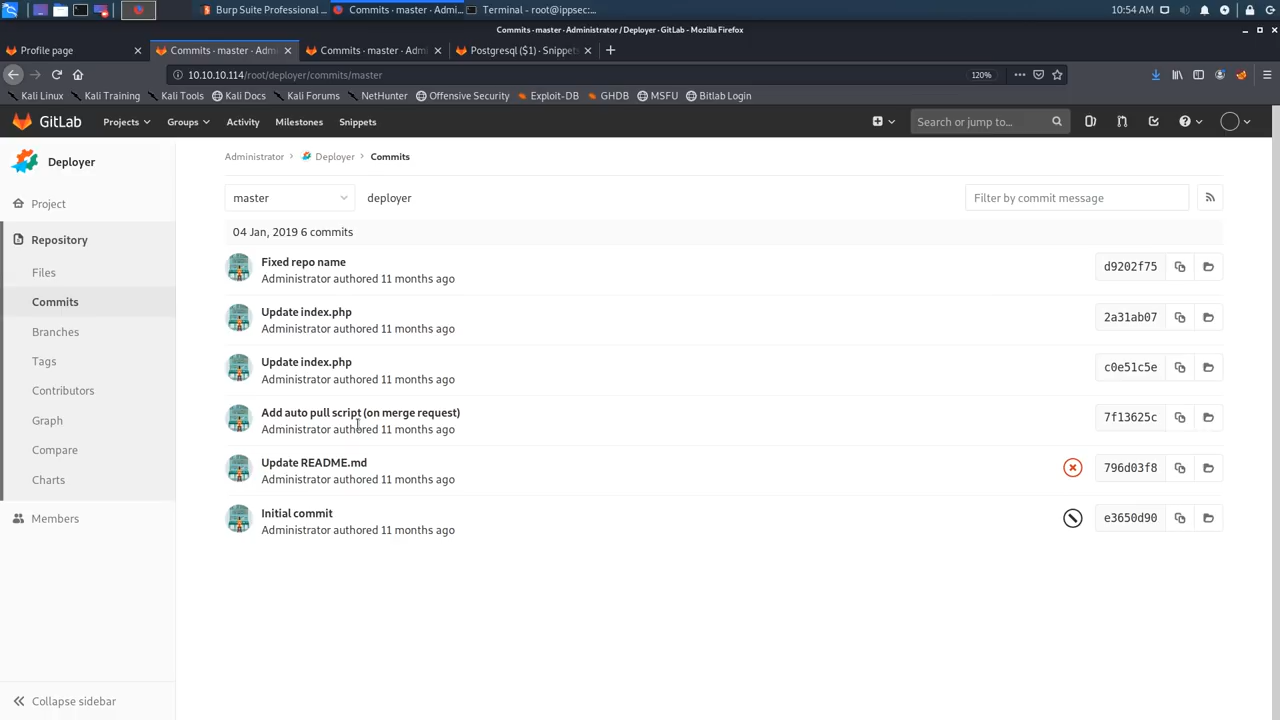 Burp Suite Professional ...
Commits · master · Admi...
Terminal - root@ippsec:...
10:54 AM
Commits · master · Administrator / Deployer · GitLab - Mozilla Firefox
Profile page
Commits · master · Admi
Commits · master · Admi
Postgresql ($1) · Snippet
10.10.10.114/root/deployer/commits/master
120%
Kali Linux
Kali Training
Kali Tools
Kali Docs
Kali Forums
NetHunter
Offensive Security
Exploit-DB
GHDB
MSFU
Bitlab Login
GitLab
Projects
Groups
Activity
Milestones
Snippets
Search or jump to...
Deployer
Administrator
Deployer
Commits
Project
master
deployer
Filter by commit message
Repository
04 Jan, 2019 6 commits
Files
Fixed repo name
Administrator authored 11 months ago
d9202f75
Commits
Update index.php
Administrator authored 11 months ago
2a31ab07
Branches
Tags
Update index.php
Administrator authored 11 months ago
c0e51c5e
Contributors
Graph
Add auto pull script (on merge request)
Administrator authored 11 months ago
7f13625c
Compare
Update README.md
Administrator authored 11 months ago
796d03f8
Charts
Members
Initial commit
Administrator authored 11 months ago
e3650d90
Collapse sidebar